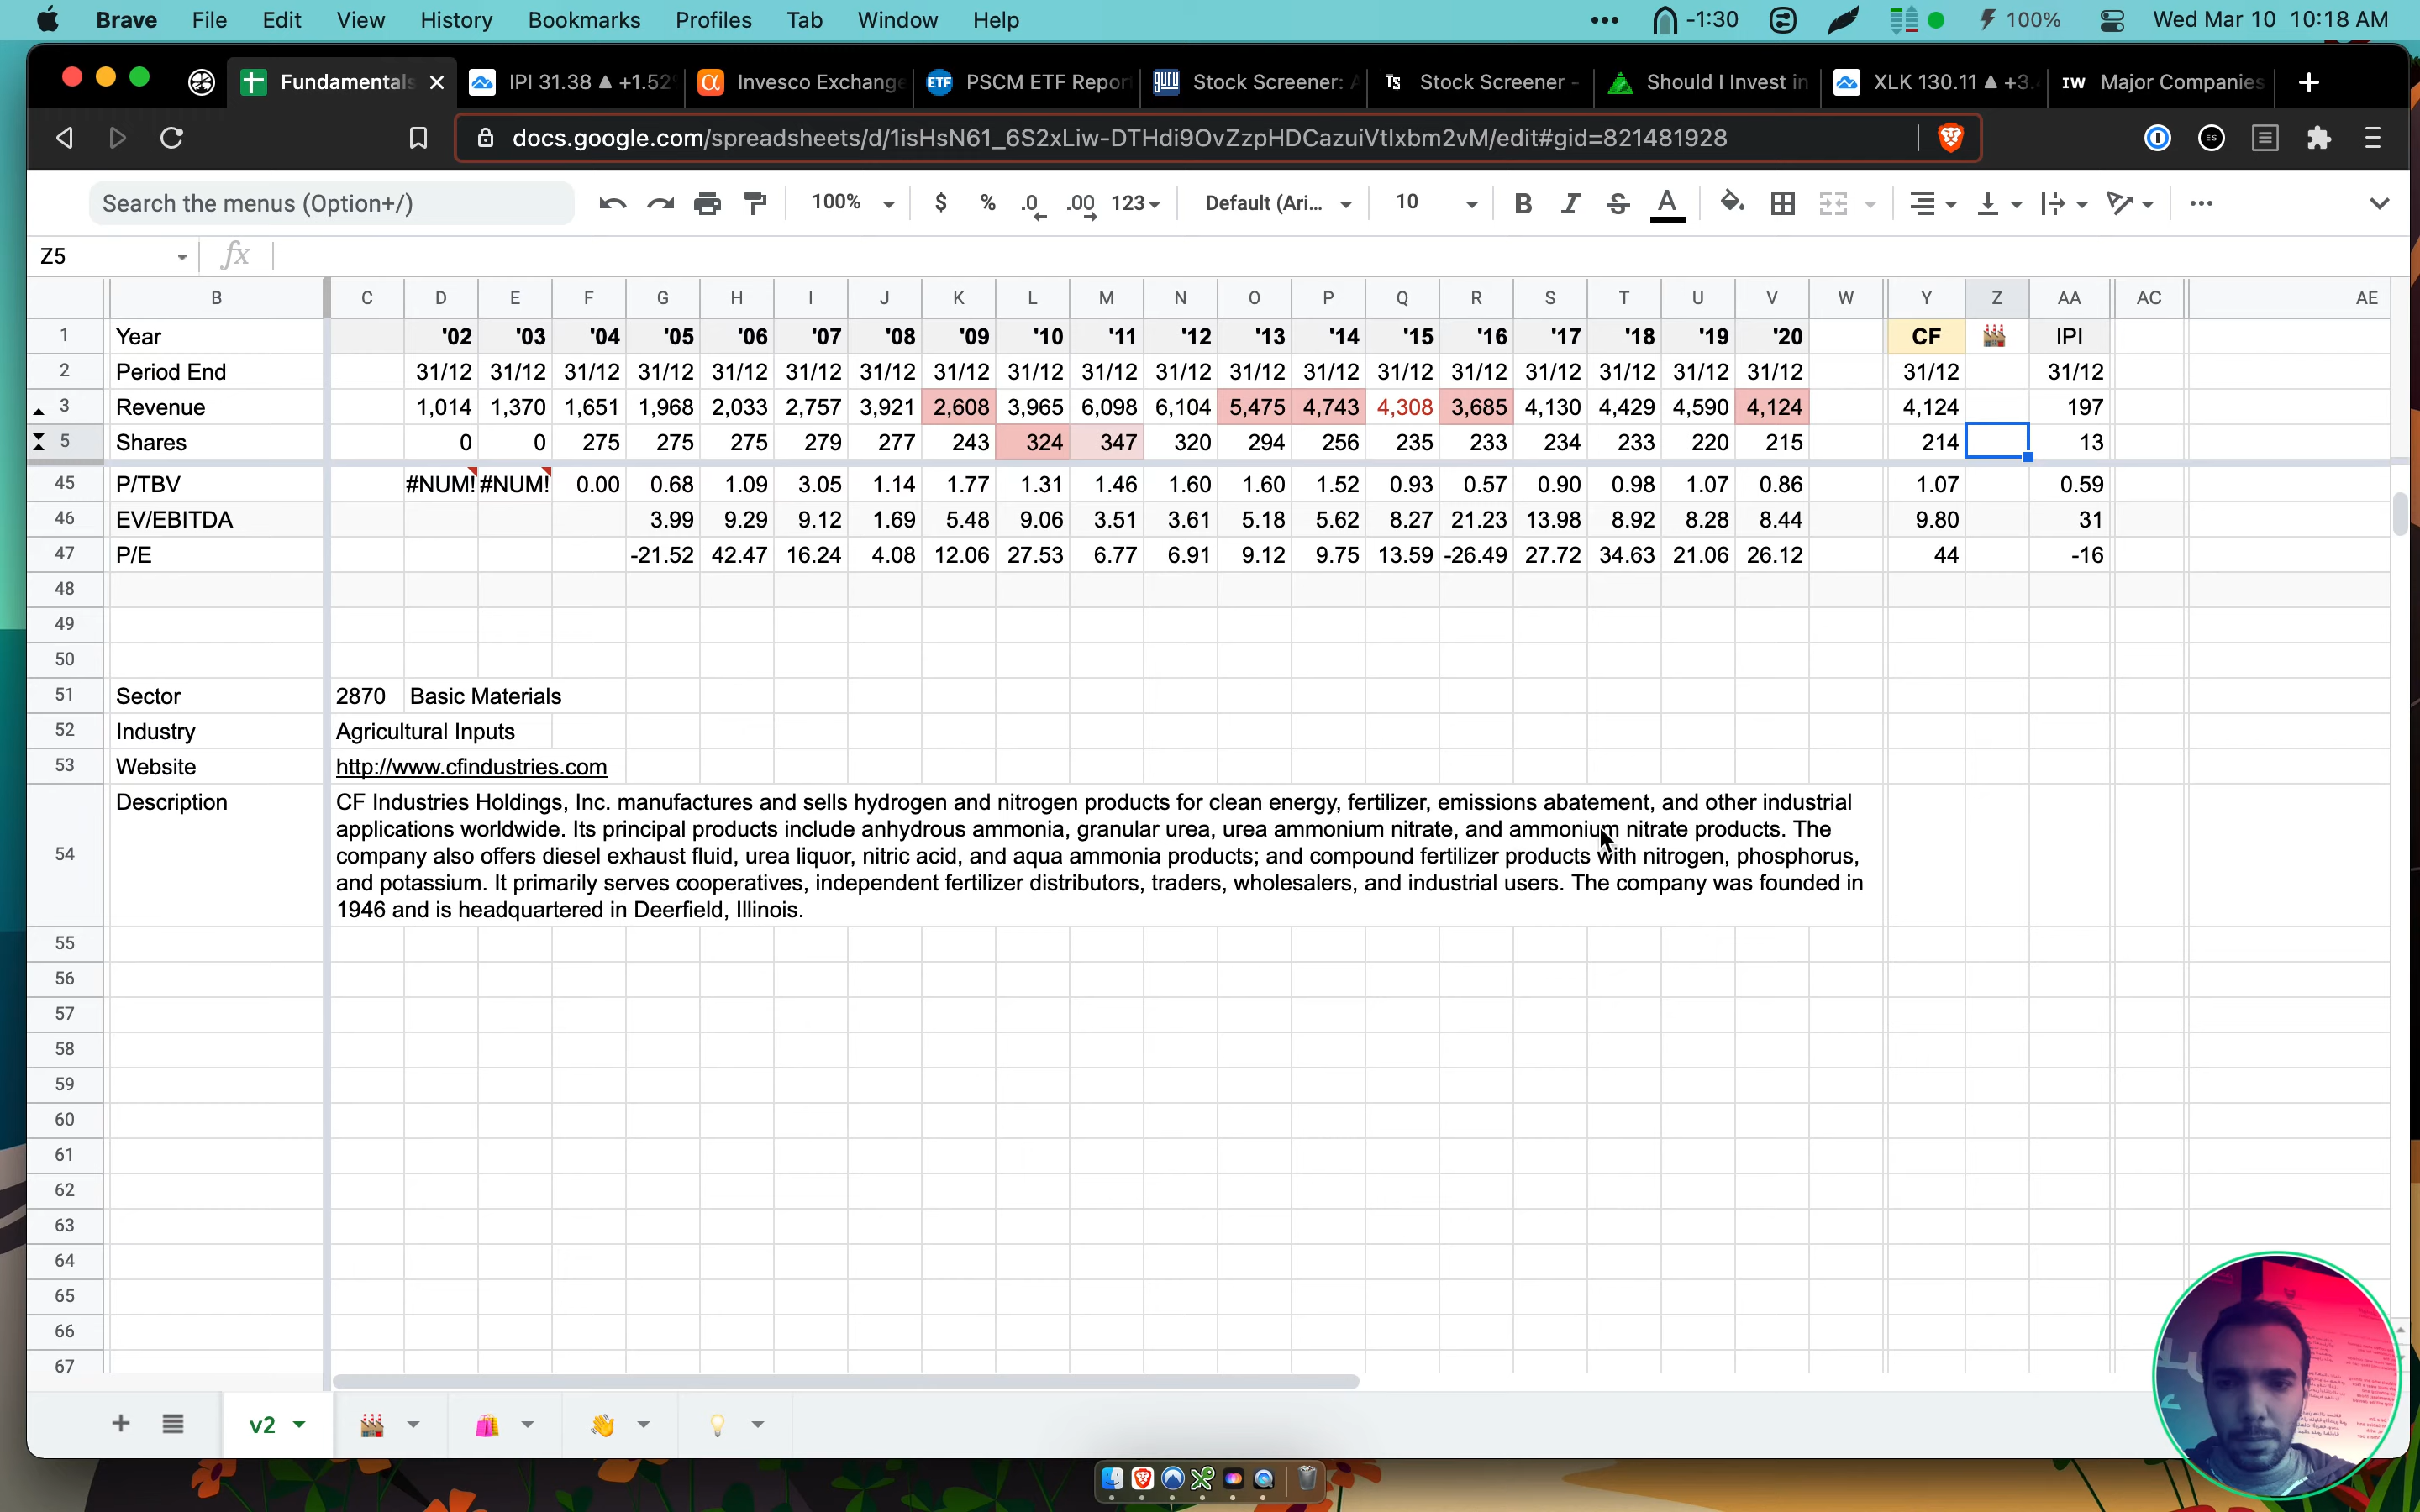 Brave File Edit View History Bookmarks Profiles Tab Window Help ••• -1:30 100% Wed Mar 10 10:18 AM
Fundamentals IPI 31.38 ▲ +1.52 Invesco Exchange ETF PSCM ETF Repor guru Stock Screener: A TS Stock Screener - Should I Invest in XLK 130.11 ▲ +3. IW Major Companies
docs.google.com/spreadsheets/d/1isHsN61_6S2xLiw-DTHdi9OvZzpHDCazuiVtIxbm2vM/edit#gid=821481928 ES
Search the menus (Option+/) 100% $ % .0 .00 123 Default (Ari... 10 B I S A
Z5 fx
B C D E F G H I J K L M N O P Q R S T U V W Y Z AA AC AE
1 Year '02 '03 '04 '05 '06 '07 '08 '09 '10 '11 '12 '13 '14 '15 '16 '17 '18 '19 '20 CF IPI
2 Period End 31/12 31/12 31/12 31/12 31/12 31/12 31/12 31/12 31/12 31/12 31/12 31/12 31/12 31/12 31/12 31/12 31/12 31/12 31/12 31/12 31/12
3 Revenue 1,014 1,370 1,651 1,968 2,033 2,757 3,921 2,608 3,965 6,098 6,104 5,475 4,743 4,308 3,685 4,130 4,429 4,590 4,124 4,124 197
5 Shares 0 0 275 275 275 279 277 243 324 347 320 294 256 235 233 234 233 220 215 214 13
45 P/TBV #NUM! #NUM! 0.00 0.68 1.09 3.05 1.14 1.77 1.31 1.46 1.60 1.60 1.52 0.93 0.57 0.90 0.98 1.07 0.86 1.07 0.59
46 EV/EBITDA 3.99 9.29 9.12 1.69 5.48 9.06 3.51 3.61 5.18 5.62 8.27 21.23 13.98 8.92 8.28 8.44 9.80 31
47 P/E -21.52 42.47 16.24 4.08 12.06 27.53 6.77 6.91 9.12 9.75 13.59 -26.49 27.72 34.63 21.06 26.12 44 -16
48
49
50
51 Sector 2870 Basic Materials
52 Industry Agricultural Inputs
53 Website http://www.cfindustries.com
54 Description CF Industries Holdings, Inc. manufactures and sells hydrogen and nitrogen products for clean energy, fertilizer, emissions abatement, and other industrial
applications worldwide. Its principal products include anhydrous ammonia, granular urea, urea ammonium nitrate, and ammonium nitrate products. The
company also offers diesel exhaust fluid, urea liquor, nitric acid, and aqua ammonia products; and compound fertilizer products with nitrogen, phosphorus,
and potassium. It primarily serves cooperatives, independent fertilizer distributors, traders, wholesalers, and industrial users. The company was founded in
1946 and is headquartered in Deerfield, Illinois.
55
56
57
58
59
60
61
62
63
64
65
66
67
v2